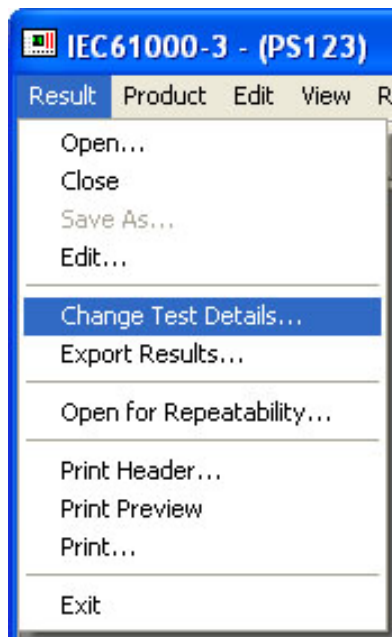 IEC61000-3 - (PS123)
Result Product Edit View R
Open...
Close
Save As...
Edit...
Change Test Details...
Export Results...
Open for Repeatability...
Print Header...
Print Preview
Print...
Exit